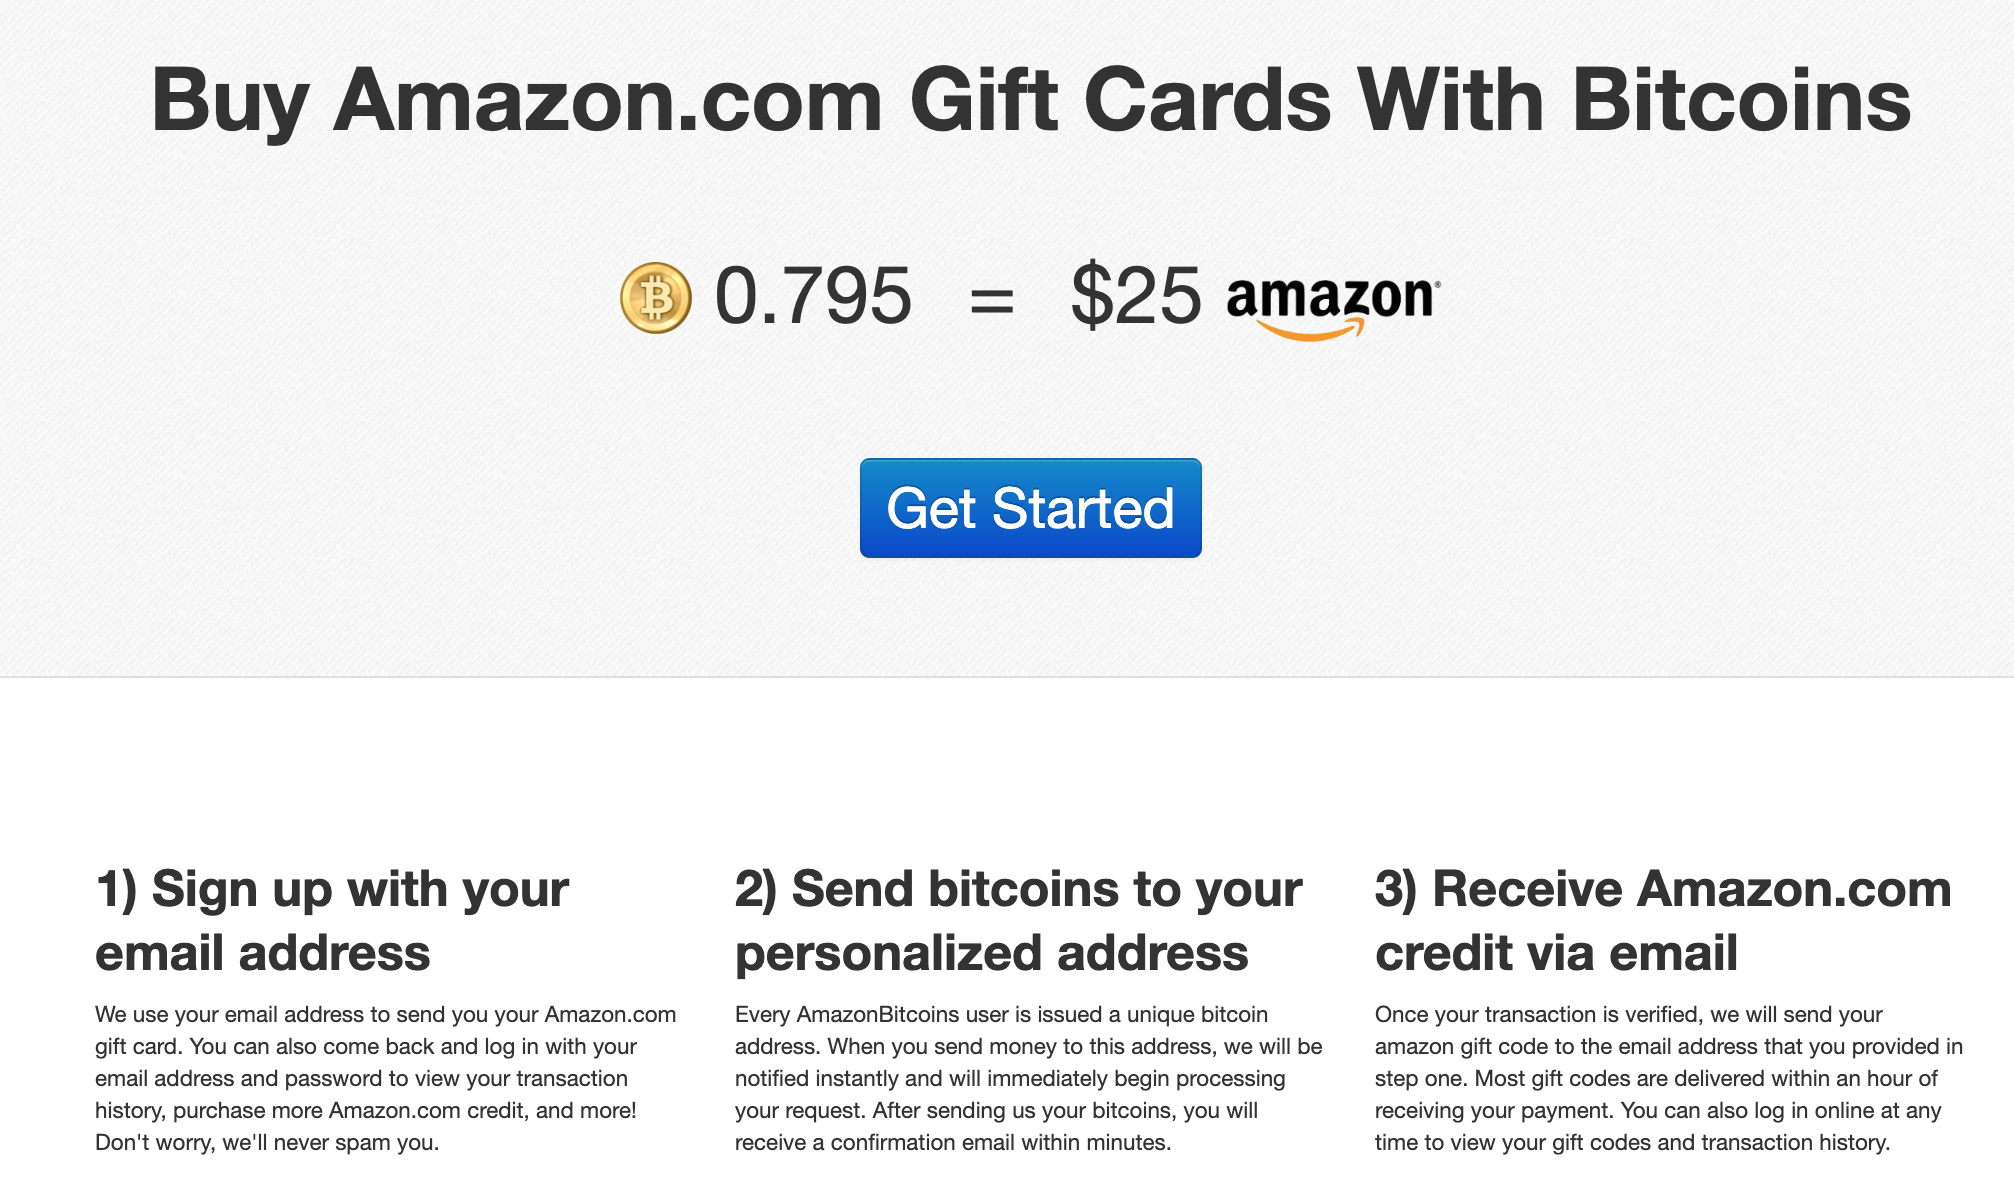 Buy Amazon.com Gift Cards With Bitcoins
0.795 = $25 amazon
Get Started
1) Sign up with your
email address
We use your email address to send you your Amazon.com
gift card. You can also come back and log in with your
email address and password to view your transaction
history, purchase more Amazon.com credit, and more!
Don't worry, we'll never spam you.
2) Send bitcoins to your
personalized address
Every AmazonBitcoins user is issued a unique bitcoin
address. When you send money to this address, we will be
notified instantly and will immediately begin processing
your request. After sending us your bitcoins, you will
receive a confirmation email within minutes.
3) Receive Amazon.com
credit via email
Once your transaction is verified, we will send your
amazon gift code to the email address that you provided in
step one. Most gift codes are delivered within an hour of
receiving your payment. You can also log in online at any
time to view your gift codes and transaction history.